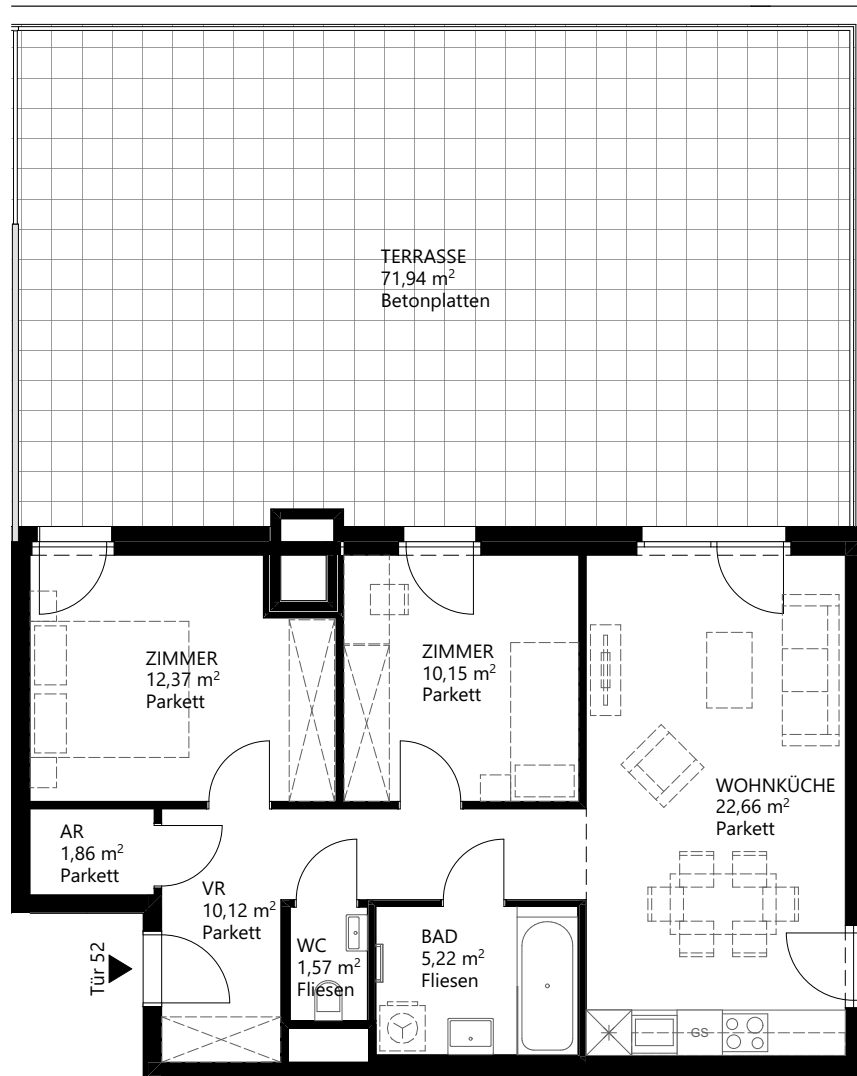 TERRASSE
71,94 m²
Betonplatten
ZIMMER
12,37 m²
Parkett
ZIMMER
10,15 m²
Parkett
WOHNKÜCHE
22,66 m²
Parkett
AR
1,86 m²
Parkett
VR
10,12 m²
Parkett
WC
1,57 m²
Fliesen
BAD
5,22 m²
Fliesen
Tür 52
GS